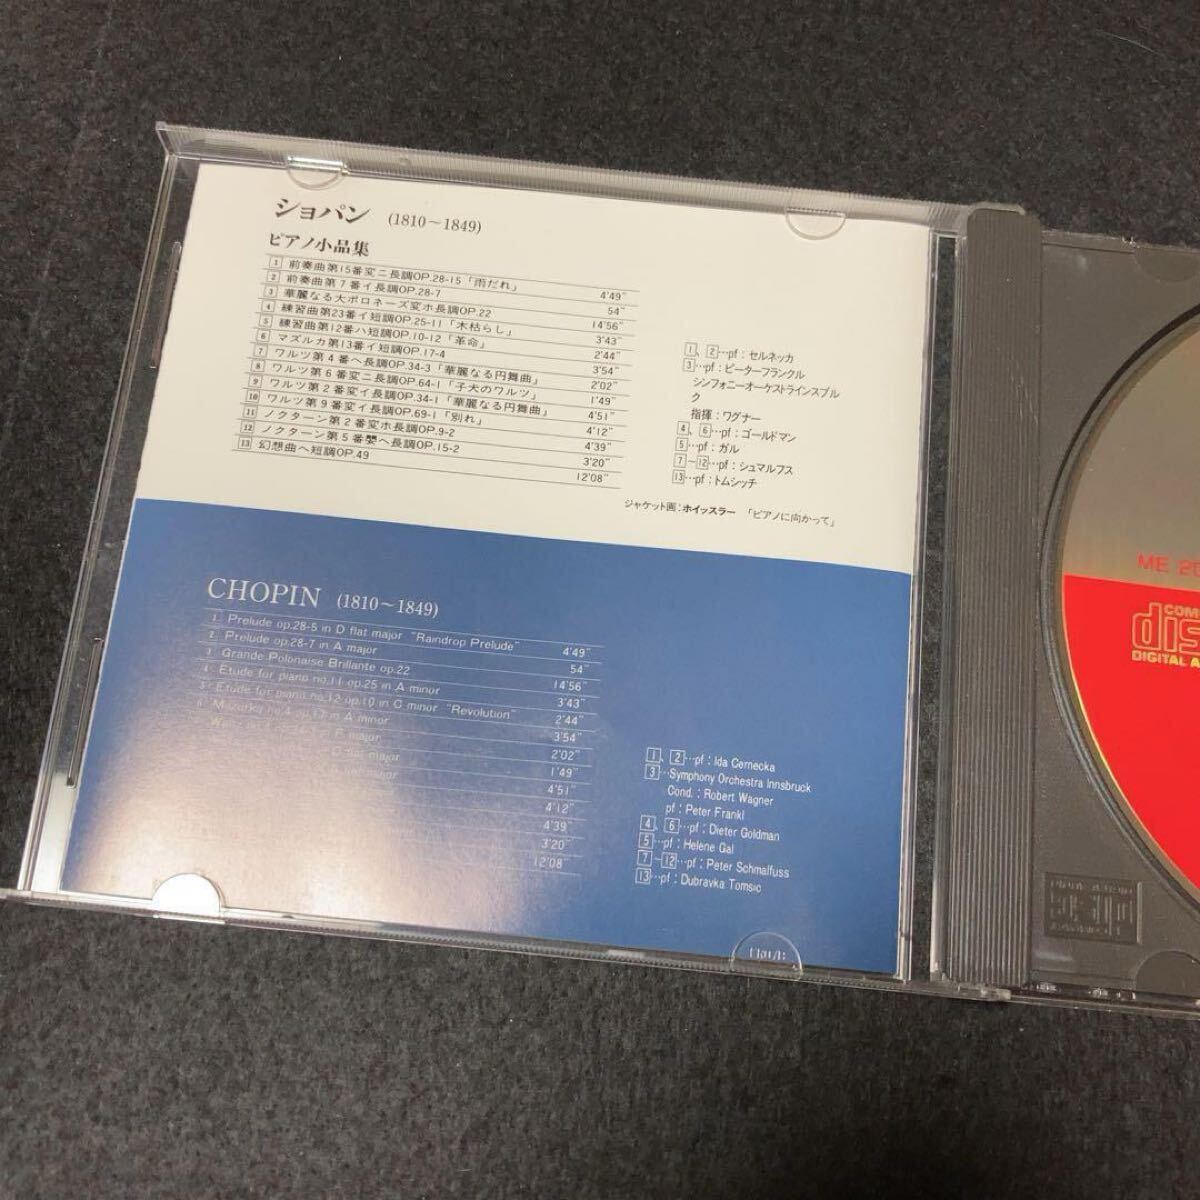 ショパン (1810～1849)
ピアノ小品集
1 前奏曲第15番変ニ長調OP.28-15「雨だれ」 4'49"
2 前奏曲第7番イ長調OP.28-7 54"
3 華麗なる大ポロネーズ変ホ長調OP.22 14'56"
4 練習曲第23番イ短調OP.25-11「木枯らし」 3'43"
5 練習曲第12番ハ短調OP.10-12「革命」 2'44"
6 マズルカ第13番イ短調OP.17-4 3'54"
7 ワルツ第4番ヘ長調OP.34-3「華麗なる円舞曲」 2'02"
8 ワルツ第6番変ニ長調OP.64-1「子犬のワルツ」 1'49"
9 ワルツ第2番変イ長調OP.34-1「華麗なる円舞曲」 4'51"
10 ワルツ第9番変イ長調OP.69-1「別れ」 4'12"
11 ノクターン第2番変ホ長調OP.9-2 4'39"
12 ノクターン第5番嬰ヘ長調OP.15-2 3'20"
13 幻想曲ヘ短調OP.49 12'08"
1、2…pf：セルネッカ
3…pf：ピーターフランクル
シンフォニーオーケストラインスブル
ク
指揮：ワグナー
4、6…pf：ゴールドマン
5…pf：ガル
7～12…pf：シュマルフス
13…pf：トムシッチ
ジャケット画：ホイッスラー 「ピアノに向かって」
CHOPIN (1810～1849)
1 Prelude op.28-5 in D flat major "Raindrop Prelude" 4'49"
2 Prelude op.28-7 in A major 54"
3 Grande Polonaise Brillante op.22 14'56"
4 Etude for piano no.11 op.25 in A minor 3'43"
5 Etude for piano no.12 op.10 in C minor "Revolution" 2'44"
6 Mazurka no.4 op.17 in A minor 3'54"
major 2'02"
major 1'49"
major 4'51"
4'12"
4'39"
3'20"
12'08"
1、2…pf：Ida Cernecka
3…Symphony Orchestra Innsbruck
Cond.：Robert Wagner
pf：Peter Frankl
4、6…pf：Dieter Goldman
5…pf：Helene Gal
7～12…pf：Peter Schmalfuss
13…pf：Dubravka Tomsic
ME 20
COM
dis
DIGITAL A